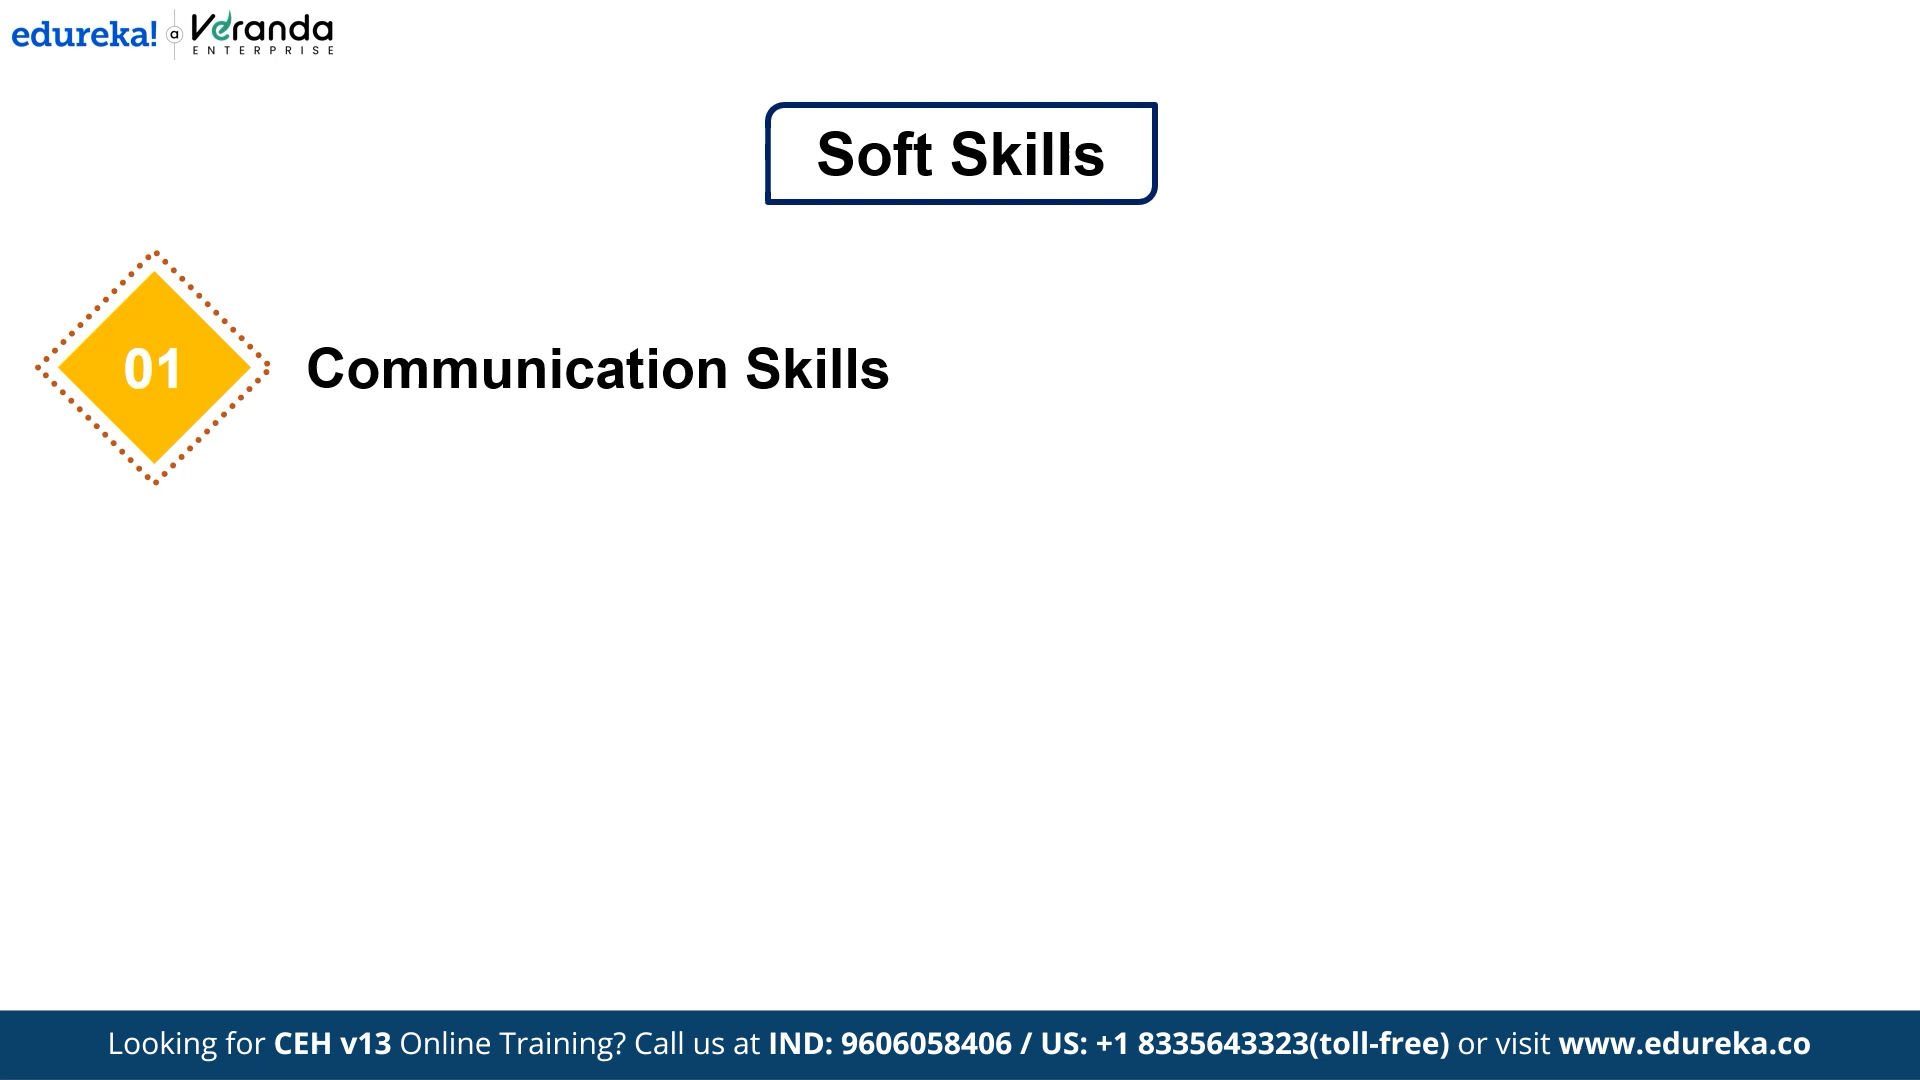 edureka! a Veranda
ENTERPRISE
Soft Skills
01 Communication Skills
Looking for CEH v13 Online Training? Call us at IND: 9606058406 / US: +1 8335643323(toll-free) or visit www.edureka.co